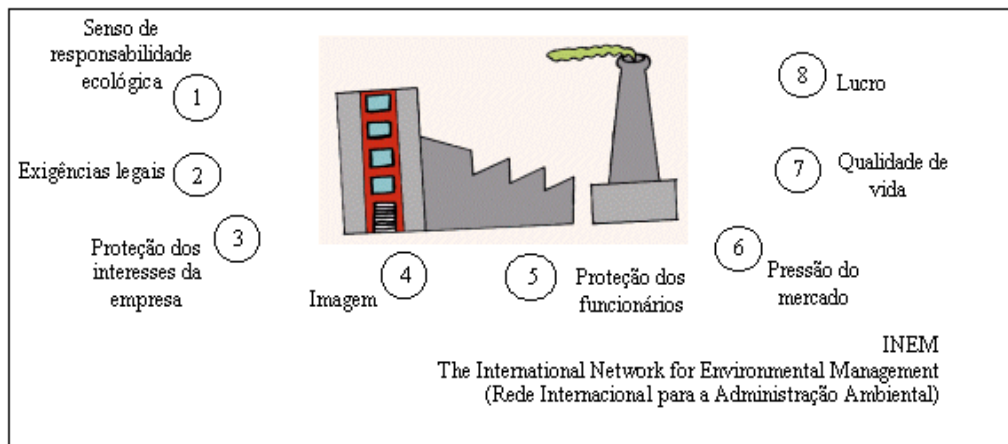 Senso de
responsabilidade
ecológica
1
Exigências legais 2
3
Proteção dos
interesses da
empresa
4
Imagem
5
Proteção dos
funcionários
6
Pressão do
mercado
7
Qualidade de
vida
8
Lucro
INEM
The International Network for Environmental Management
(Rede Internacional para a Administração Ambiental)